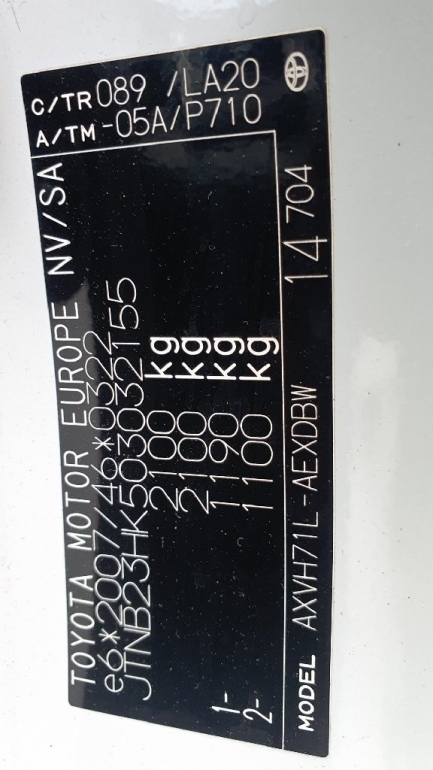 TOYOTA MOTOR EUROPE NV/SA
e6*2007/46*0322
JTNB23HK503032155
2100 kg
2100 kg
1- 1190 kg
2- 1100 kg
C/TR 089 /LA20
A/TM -05A/P710
MODEL AXVH71L-AEXDBW 14 704